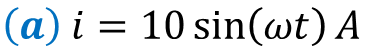 (a) i = 10 sin(ωt) A